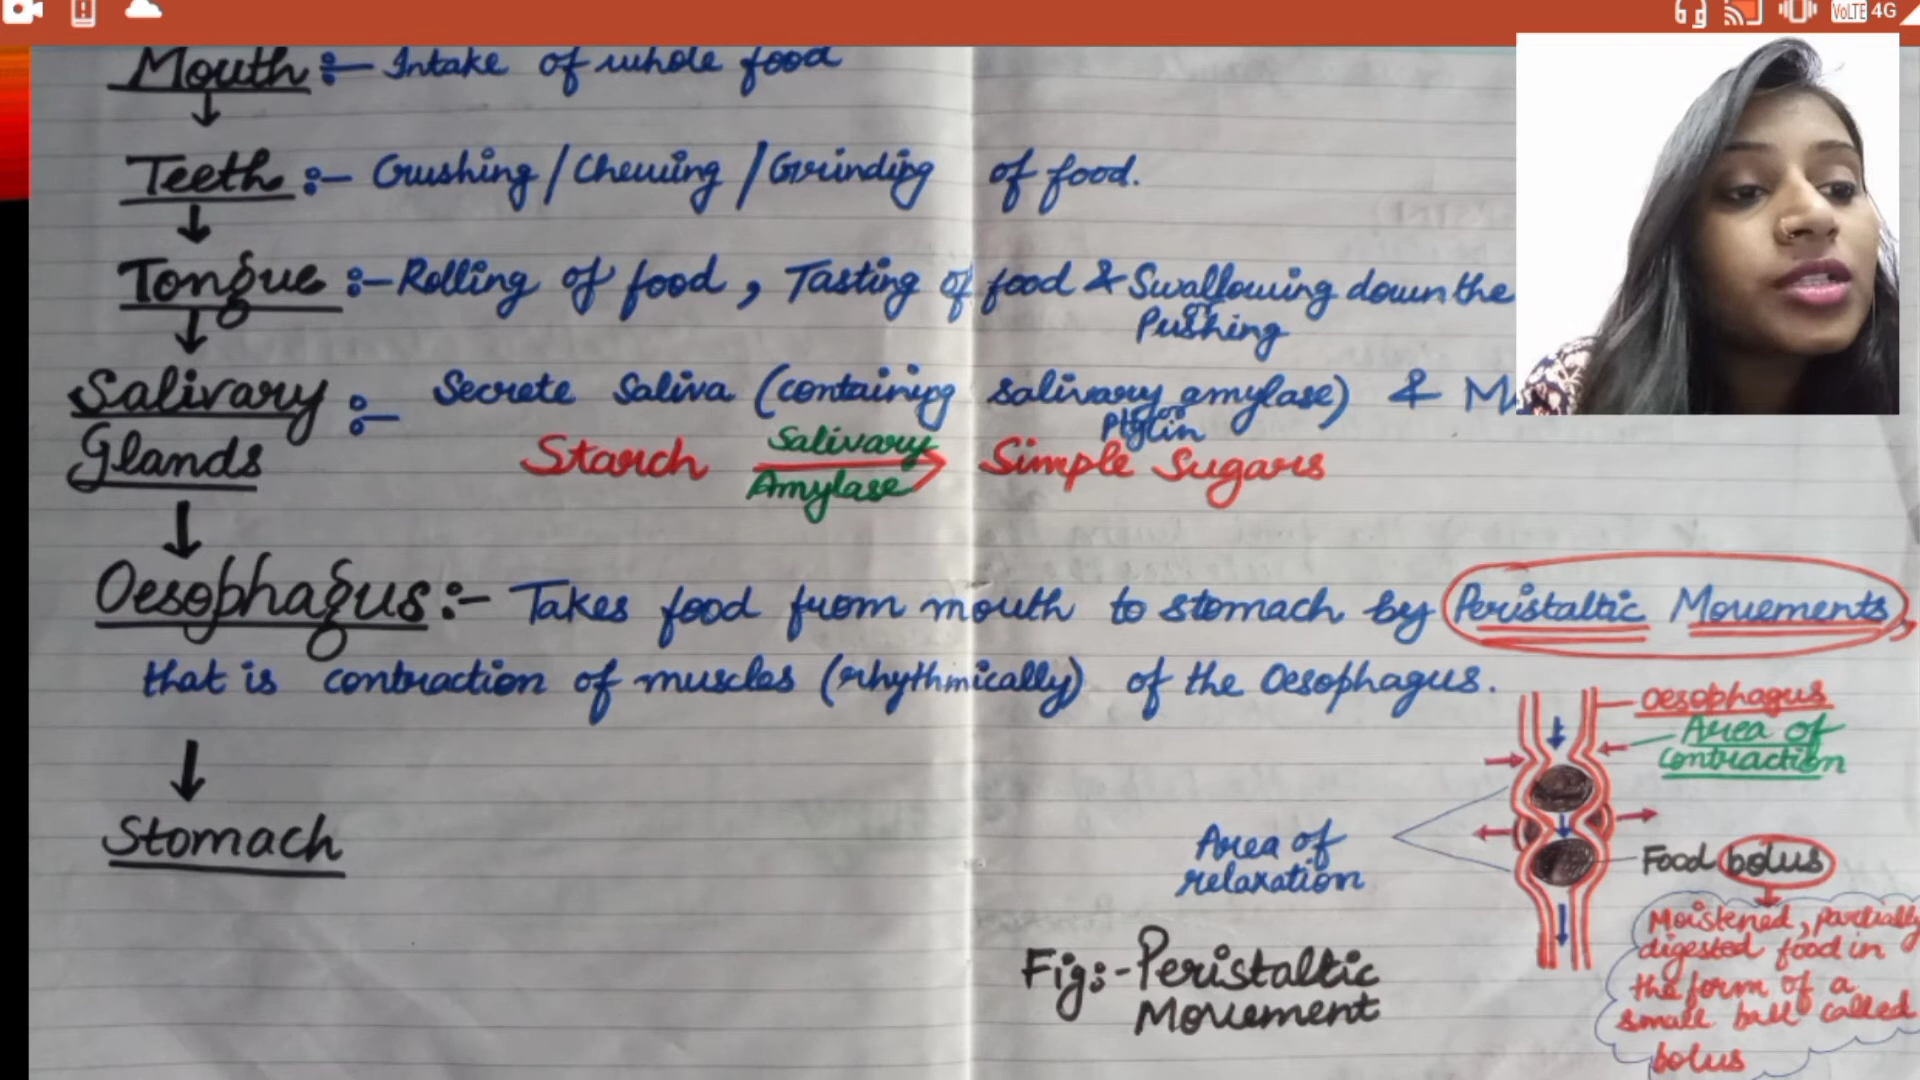 VoLTE 4G
Mouth :- Intake of whole food
Teeth :- Crushing / Chewing / Grinding of food.
Tongue :- Rolling of food, Tasting of food & Swallowing down the
or
Pushing
Salivary Glands :- Secrete Saliva (containing salivary amylase) &
or
Ptylin
Starch Salivary Amylase Simple Sugars
Oesophagus :- Takes food from mouth to stomach by Peristaltic Movements,
that is contraction of muscles (rhythmically) of the Oesophagus.
Stomach
Oesophagus
Area of
contraction
Area of
relaxation
Food bolus
Moistened, partially
digested food in
the form of a
small ball called
bolus
Fig:- Peristaltic
Movement